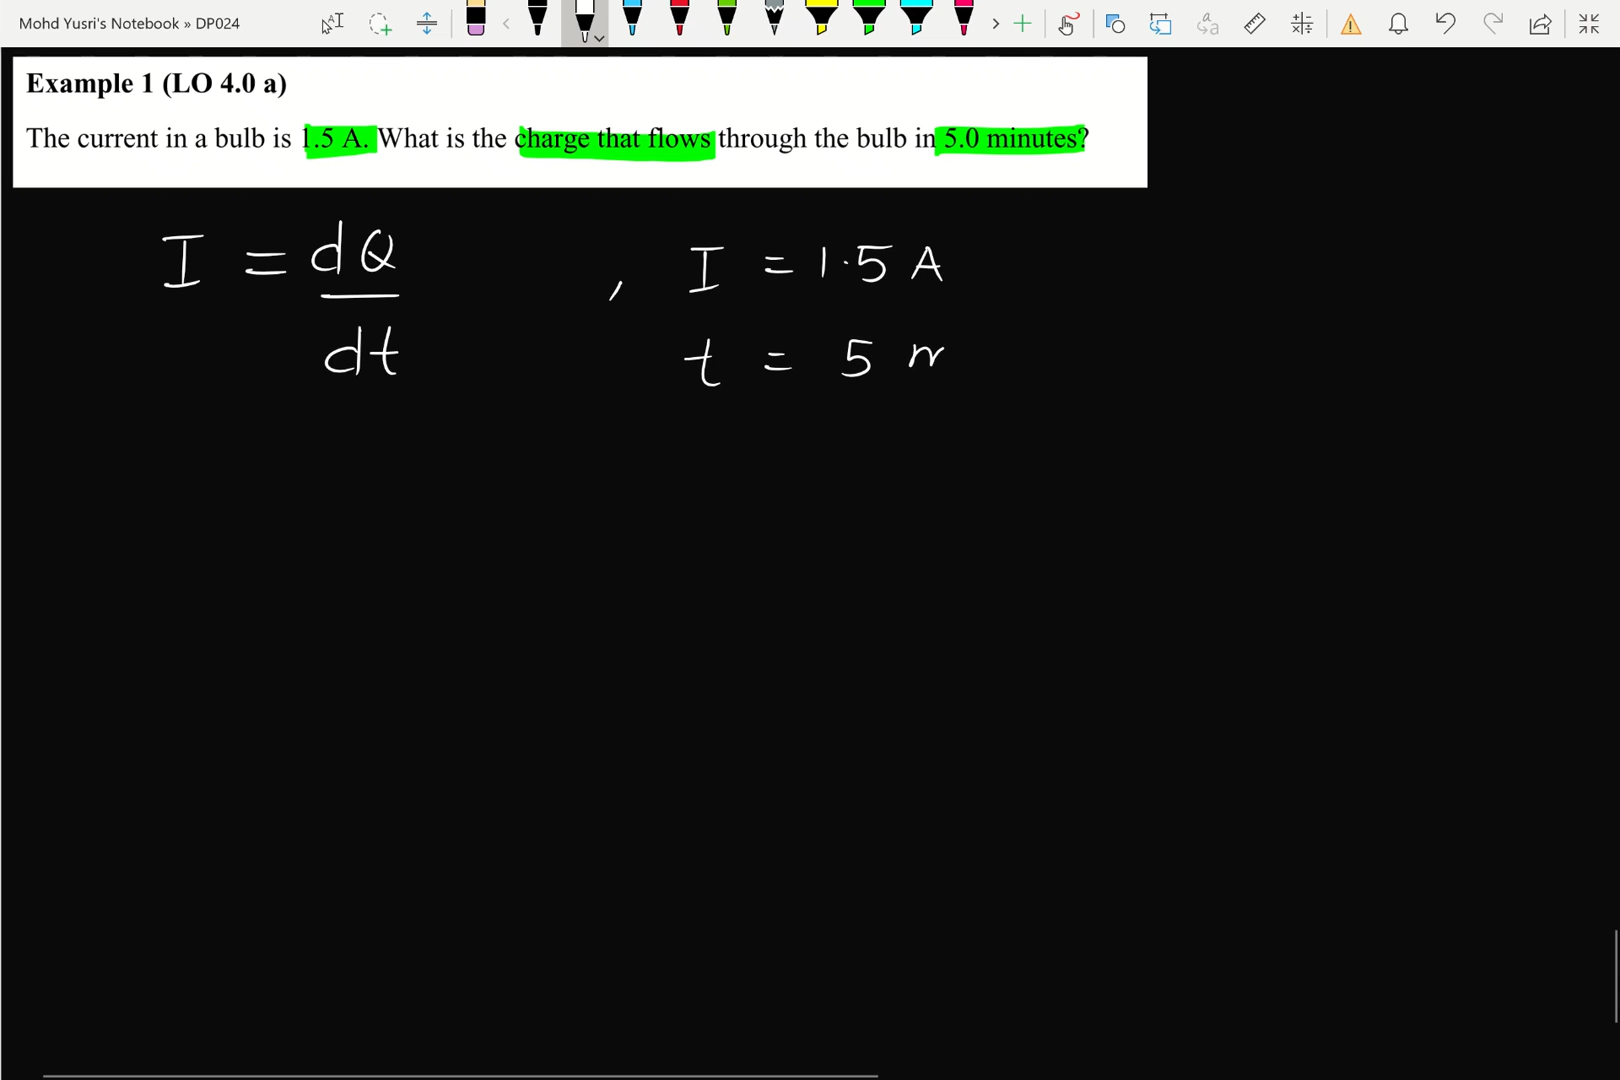 Mohd Yusri's Notebook » DP024
Example 1 (LO 4.0 a)
The current in a bulb is 1.5 A. What is the charge that flows through the bulb in 5.0 minutes?
I = dQ , I = 1.5 A
dt t = 5 m